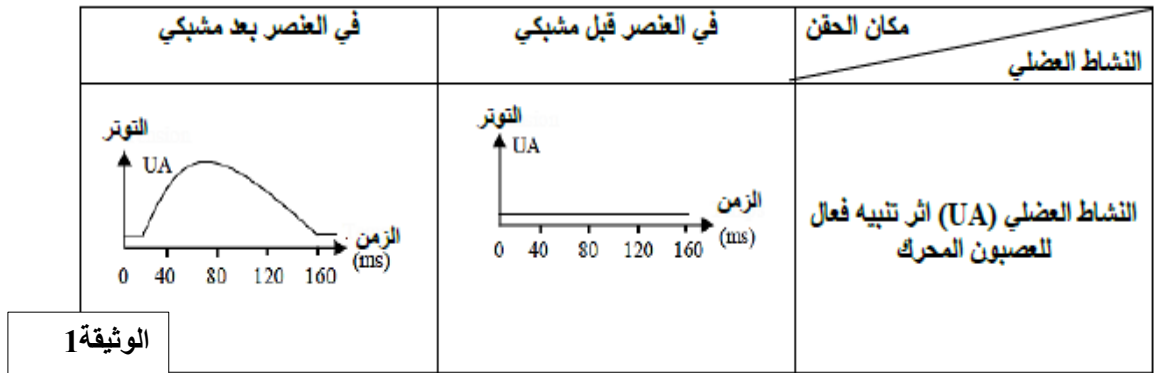 مكان الحقن
النشاط العضلي
في العنصر قبل مشبكي
في العنصر بعد مشبكي
النشاط العضلي (UA) اثر تنبيه فعال
للعصبون المحرك
التوتر
UA
الزمن
(ms)
0 40 80 120 160
التوتر
UA
الزمن
(ms)
0 40 80 120 160
الوثيقة1